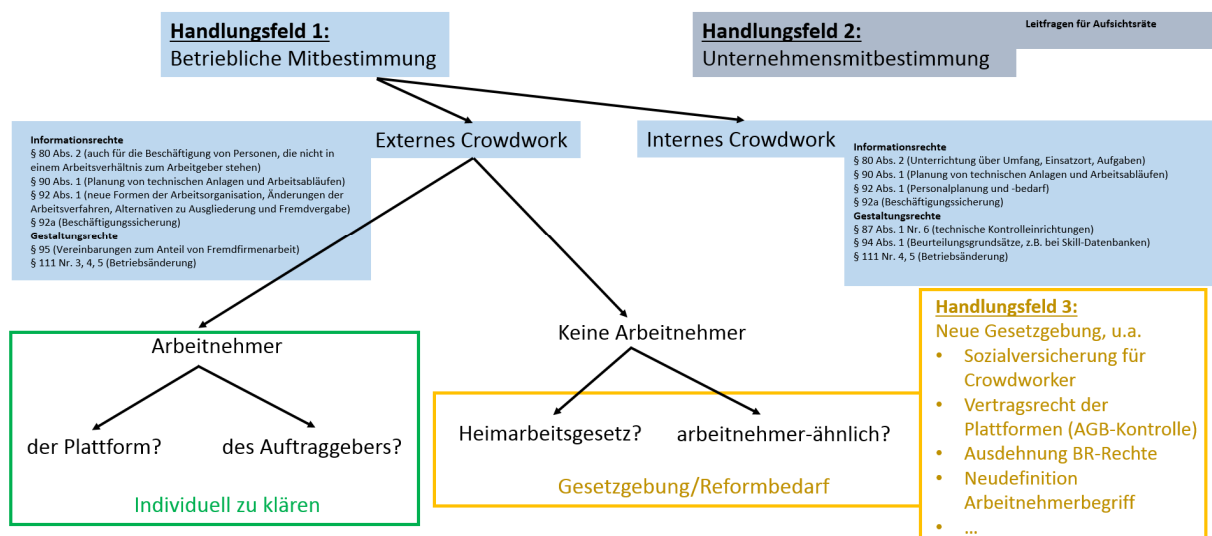 Handlungsfeld 1:
Betriebliche Mitbestimmung
Handlungsfeld 2:
Unternehmensmitbestimmung
Leitfragen für Aufsichtsräte
Externes Crowdwork
Internes Crowdwork
Informationsrechte
§ 80 Abs. 2 (auch für die Beschäftigung von Personen, die nicht in
einem Arbeitsverhältnis zum Arbeitgeber stehen)
§ 90 Abs. 1 (Planung von technischen Anlagen und Arbeitsabläufen)
§ 92 Abs. 1 (neue Formen der Arbeitsorganisation, Änderungen der
Arbeitsverfahren, Alternativen zu Ausgliederung und Fremdvergabe)
§ 92a (Beschäftigungssicherung)
Gestaltungsrechte
§ 95 (Vereinbarungen zum Anteil von Fremdfirmenarbeit)
§ 111 Nr. 3, 4, 5 (Betriebsänderung)
Informationsrechte
§ 80 Abs. 2 (Unterrichtung über Umfang, Einsatzort, Aufgaben)
§ 90 Abs. 1 (Planung von technischen Anlagen und Arbeitsabläufen)
§ 92 Abs. 1 (Personalplanung und -bedarf)
§ 92a (Beschäftigungssicherung)
Gestaltungsrechte
§ 87 Abs. 1 Nr. 6 (technische Kontrolleinrichtungen)
§ 94 Abs. 1 (Beurteilungsgrundsätze, z.B. bei Skill-Datenbanken)
§ 111 Nr. 4, 5 (Betriebsänderung)
Arbeitnehmer
der Plattform?
des Auftraggebers?
Individuell zu klären
Keine Arbeitnehmer
Heimarbeitsgesetz?
arbeitnehmer-ähnlich?
Gesetzgebung/Reformbedarf
Handlungsfeld 3:
Neue Gesetzgebung, u.a.
• Sozialversicherung für
Crowdworker
• Vertragsrecht der
Plattformen (AGB-Kontrolle)
• Ausdehnung BR-Rechte
• Neudefinition
Arbeitnehmerbegriff
• ...